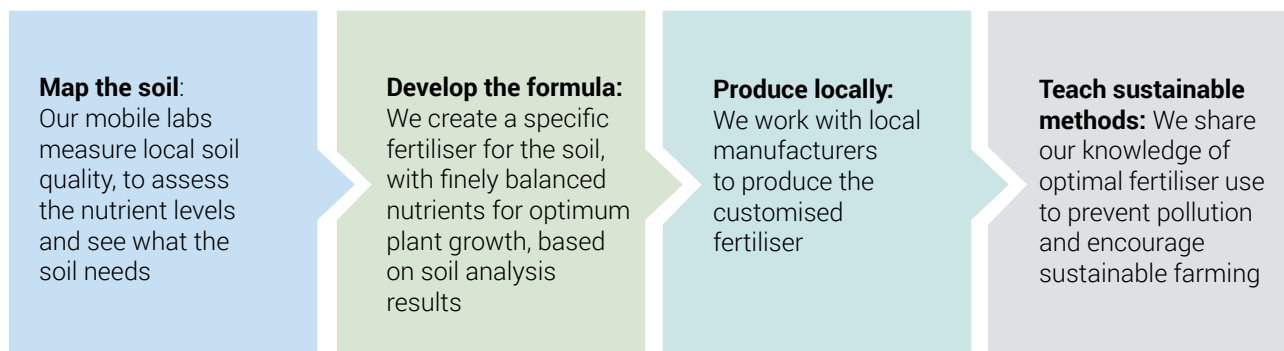 Map the soil:
Our mobile labs
measure local soil
quality, to assess
the nutrient levels
and see what the
soil needs
Develop the formula:
We create a specific
fertiliser for the soil,
with finely balanced
nutrients for optimum
plant growth, based
on soil analysis
results
Produce locally:
We work with local
manufacturers
to produce the
customised
fertiliser
Teach sustainable
methods: We share
our knowledge of
optimal fertiliser use
to prevent pollution
and encourage
sustainable farming